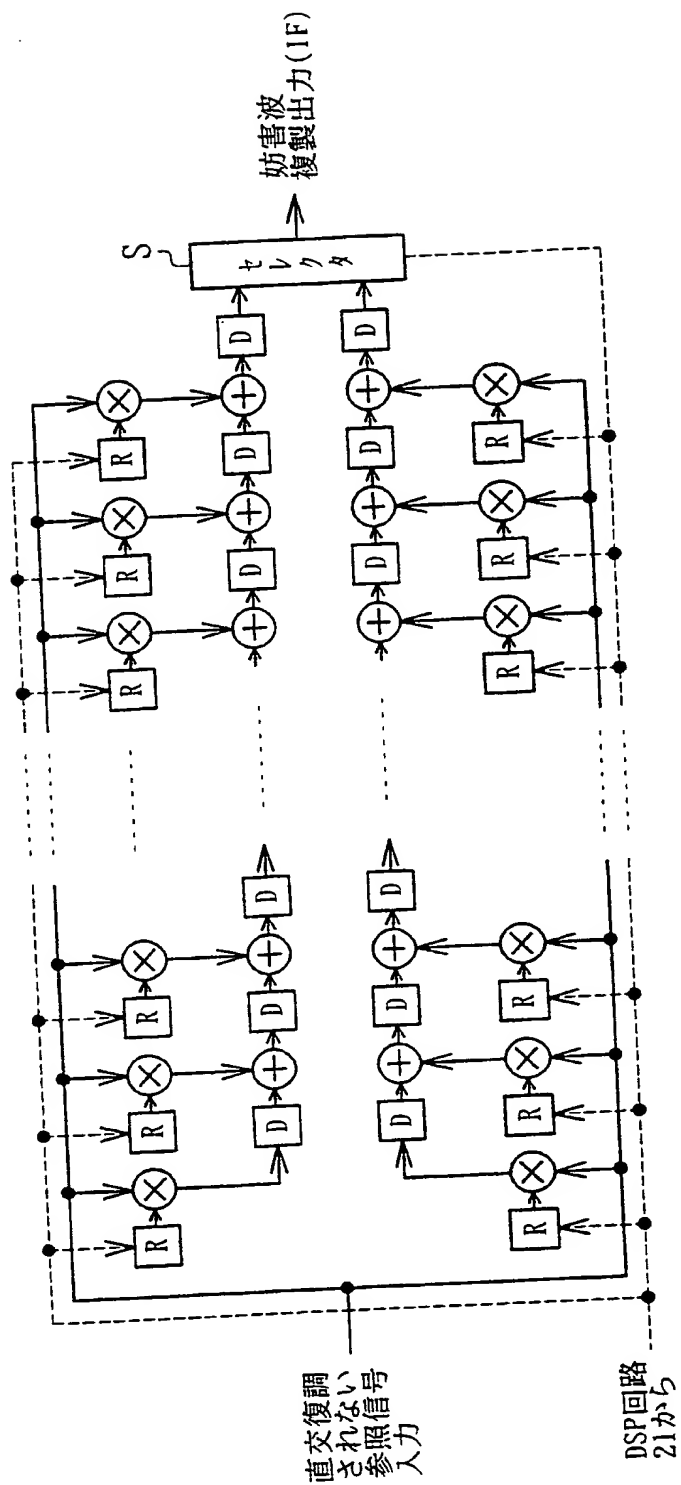 S
R R R R R R
D D D D D D
セレクタ
妨害波
複製出力(IF)
D D D D D D
R R R R R R
直交復調
されない
参照信号
入力
DSP回路
21から